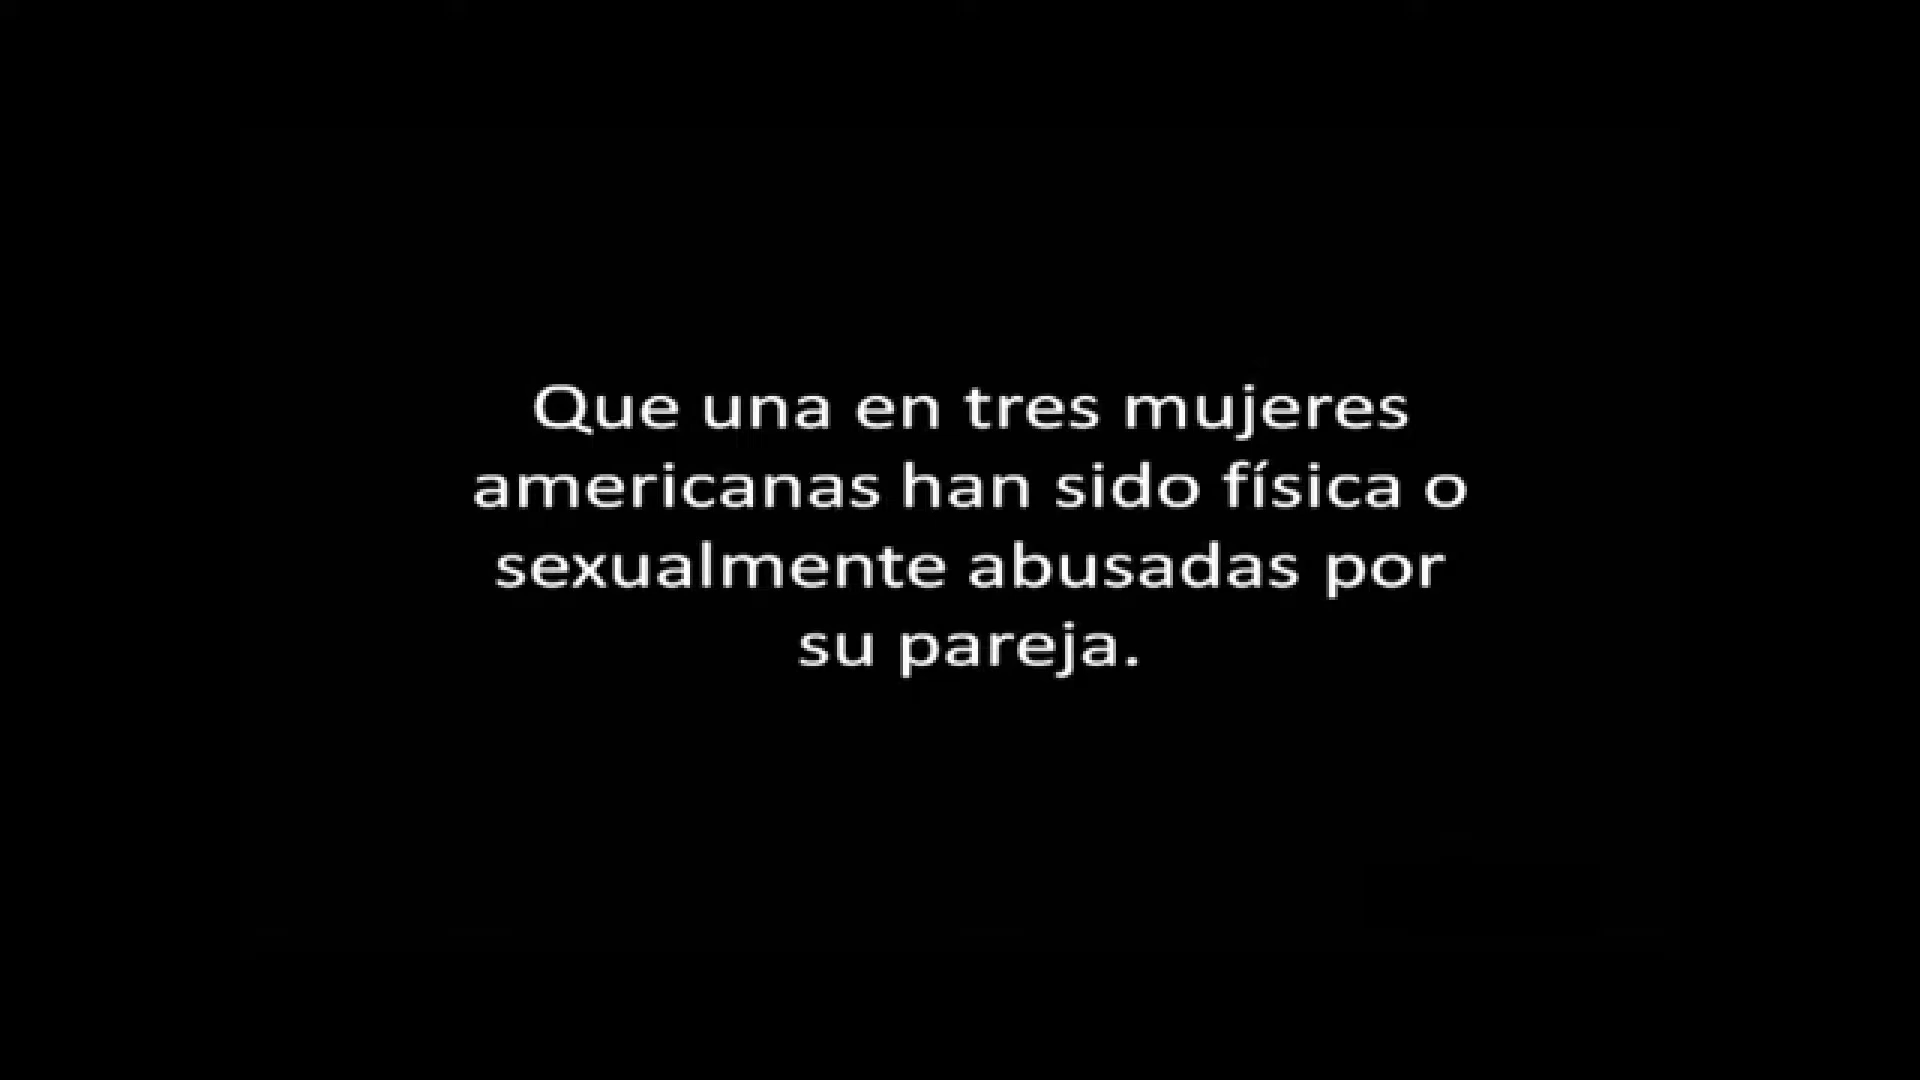 Que una en tres mujeres
americanas han sido física o
sexualmente abusadas por
su pareja.